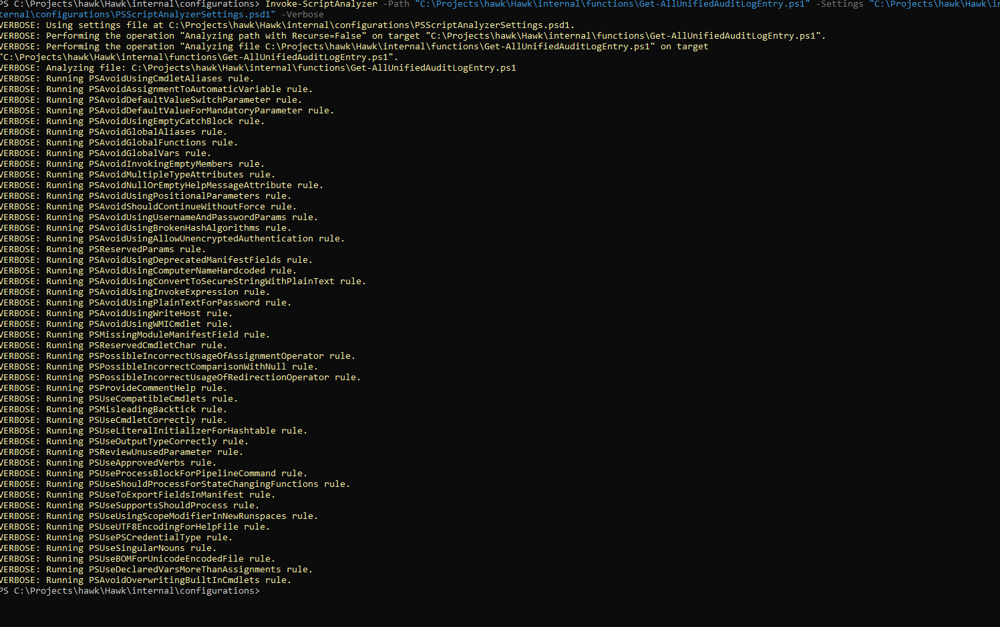 PS C:\Projects\hawk\Hawk\internal\configurations> Invoke-ScriptAnalyzer -Path "C:\Projects\hawk\Hawk\internal\functions\Get-AllUnifiedAuditLogEntry.ps1" -Settings "C:\Projects\hawk\Hawk\in
ternal\configurations\PSScriptAnalyzerSettings.psd1" -Verbose
VERBOSE: Using settings file at C:\Projects\hawk\Hawk\internal\configurations\PSScriptAnalyzerSettings.psd1.
VERBOSE: Performing the operation "Analyzing path with Recurse=False" on target "C:\Projects\hawk\Hawk\internal\functions\Get-AllUnifiedAuditLogEntry.ps1".
VERBOSE: Performing the operation "Analyzing file C:\Projects\hawk\Hawk\internal\functions\Get-AllUnifiedAuditLogEntry.ps1" on target
"C:\Projects\hawk\Hawk\internal\functions\Get-AllUnifiedAuditLogEntry.ps1".
VERBOSE: Analyzing file: C:\Projects\hawk\Hawk\internal\functions\Get-AllUnifiedAuditLogEntry.ps1
VERBOSE: Running PSAvoidUsingCmdletAliases rule.
VERBOSE: Running PSAvoidAssignmentToAutomaticVariable rule.
VERBOSE: Running PSAvoidDefaultValueSwitchParameter rule.
VERBOSE: Running PSAvoidDefaultValueForMandatoryParameter rule.
VERBOSE: Running PSAvoidUsingEmptyCatchBlock rule.
VERBOSE: Running PSAvoidGlobalAliases rule.
VERBOSE: Running PSAvoidGlobalFunctions rule.
VERBOSE: Running PSAvoidGlobalVars rule.
VERBOSE: Running PSAvoidInvokingEmptyMembers rule.
VERBOSE: Running PSAvoidMultipleTypeAttributes rule.
VERBOSE: Running PSAvoidNullOrEmptyHelpMessageAttribute rule.
VERBOSE: Running PSAvoidUsingPositionalParameters rule.
VERBOSE: Running PSAvoidShouldContinueWithoutForce rule.
VERBOSE: Running PSAvoidUsingUsernameAndPasswordParams rule.
VERBOSE: Running PSAvoidUsingBrokenHashAlgorithms rule.
VERBOSE: Running PSAvoidUsingAllowUnencryptedAuthentication rule.
VERBOSE: Running PSReservedParams rule.
VERBOSE: Running PSAvoidUsingDeprecatedManifestFields rule.
VERBOSE: Running PSAvoidUsingComputerNameHardcoded rule.
VERBOSE: Running PSAvoidUsingConvertToSecureStringWithPlainText rule.
VERBOSE: Running PSAvoidUsingInvokeExpression rule.
VERBOSE: Running PSAvoidUsingPlainTextForPassword rule.
VERBOSE: Running PSAvoidUsingWriteHost rule.
VERBOSE: Running PSAvoidUsingWMICmdlet rule.
VERBOSE: Running PSMissingModuleManifestField rule.
VERBOSE: Running PSReservedCmdletChar rule.
VERBOSE: Running PSPossibleIncorrectUsageOfAssignmentOperator rule.
VERBOSE: Running PSPossibleIncorrectComparisonWithNull rule.
VERBOSE: Running PSPossibleIncorrectUsageOfRedirectionOperator rule.
VERBOSE: Running PSProvideCommentHelp rule.
VERBOSE: Running PSUseCompatibleCmdlets rule.
VERBOSE: Running PSMisleadingBacktick rule.
VERBOSE: Running PSUseCmdletCorrectly rule.
VERBOSE: Running PSUseLiteralInitializerForHashtable rule.
VERBOSE: Running PSUseOutputTypeCorrectly rule.
VERBOSE: Running PSReviewUnusedParameter rule.
VERBOSE: Running PSUseApprovedVerbs rule.
VERBOSE: Running PSUseProcessBlockForPipelineCommand rule.
VERBOSE: Running PSUseShouldProcessForStateChangingFunctions rule.
VERBOSE: Running PSUseToExportFieldsInManifest rule.
VERBOSE: Running PSUseSupportsShouldProcess rule.
VERBOSE: Running PSUseUsingScopeModifierInNewRunspaces rule.
VERBOSE: Running PSUseUTF8EncodingForHelpFile rule.
VERBOSE: Running PSUsePSCredentialType rule.
VERBOSE: Running PSUseSingularNouns rule.
VERBOSE: Running PSUseBOMForUnicodeEncodedFile rule.
VERBOSE: Running PSUseDeclaredVarsMoreThanAssignments rule.
VERBOSE: Running PSAvoidOverwritingBuiltInCmdlets rule.
PS C:\Projects\hawk\Hawk\internal\configurations>